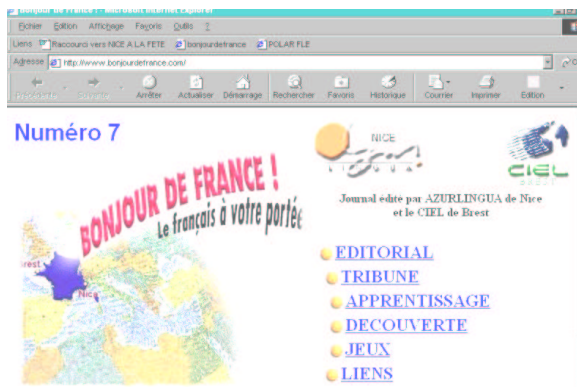 Bonjour de France ! - Microsoft Internet Explorer
Fichier Edition Affichage Favoris Outils ?
Liens Raccourci vers NICE A LA FETE bonjourdefrance POLAR FLE
Adresse http://www.bonjourdefrance.com/
Précédente Suivante Arrêter Actualiser Démarrage Rechercher Favoris Historique Courrier Imprimer Edition
Numéro 7
NICE
CIEL
BREST
BONJOUR DE FRANCE !
Le français à votre portée
Journal édité par AZURLINGUA de Nice
et le CIEL de Brest
Brest
Nice
EDITORIAL
TRIBUNE
APPRENTISSAGE
DECOUVERTE
JEUX
LIENS